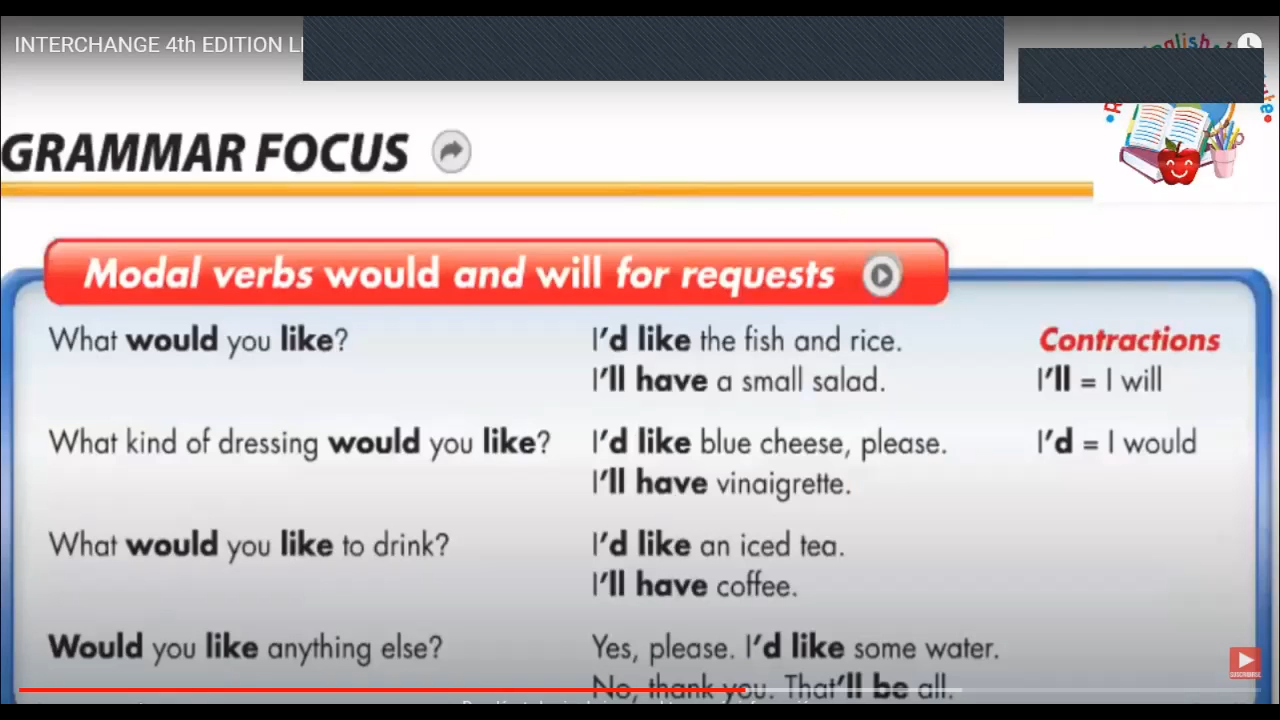 INTERCHANGE 4th EDITION
GRAMMAR FOCUS
Modal verbs would and will for requests
What would you like? I'd like the fish and rice. Contractions
I'll have a small salad. I'll = I will
What kind of dressing would you like? I'd like blue cheese, please. I'd = I would
I'll have vinaigrette.
What would you like to drink? I'd like an iced tea.
I'll have coffee.
Would you like anything else? Yes, please. I'd like some water.
No, thank you. That'll be all.
SUSCRIBIRSE